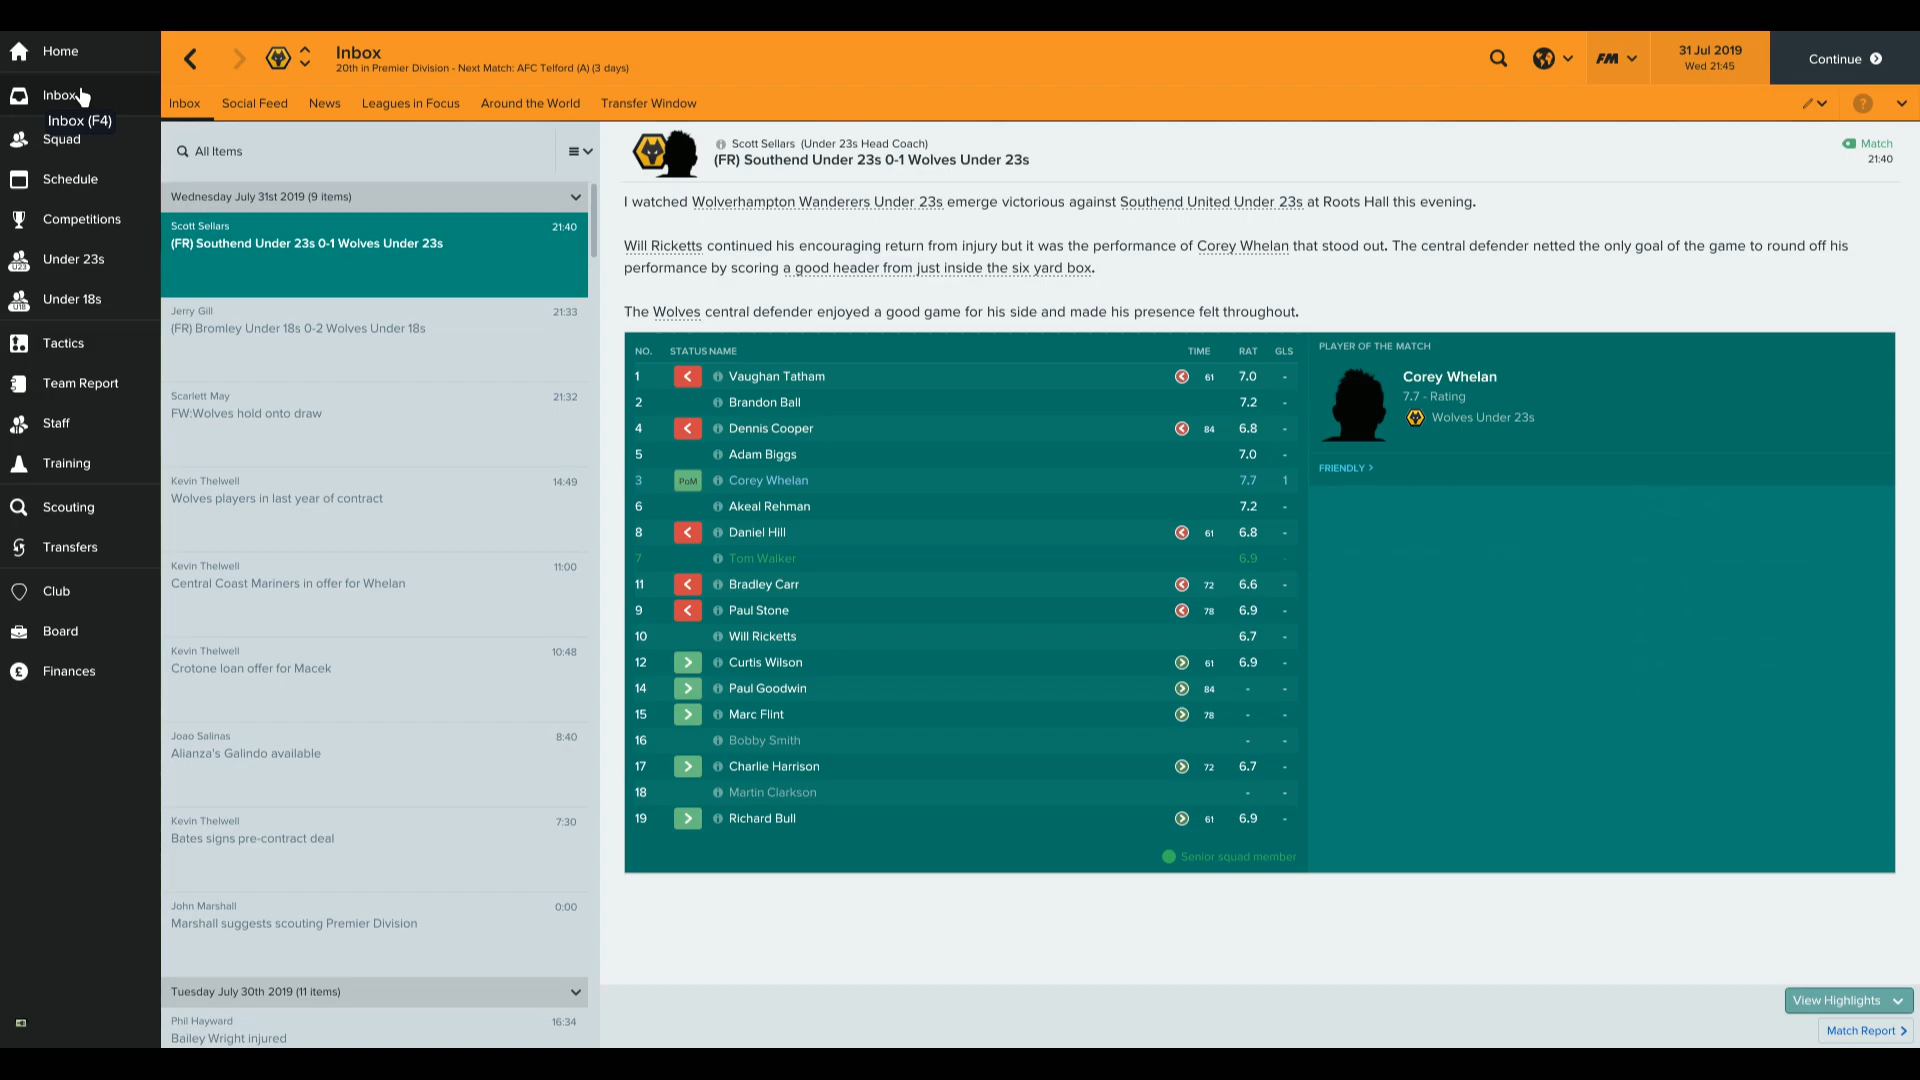 Home
Inbox
Inbox (F4)
Squad
Schedule
Competitions
Under 23s
Under 18s
Tactics
Team Report
Staff
Training
Scouting
Transfers
Club
Board
Finances
Inbox
20th in Premier Division - Next Match: AFC Telford (A) (3 days)
FM
31 Jul 2019
Wed 21:45
Continue
Inbox Social Feed News Leagues in Focus Around the World Transfer Window
?
All Items
Wednesday July 31st 2019 (9 items)
Scott Sellars 21:40
(FR) Southend Under 23s 0-1 Wolves Under 23s
Jerry Gill 21:33
(FR) Bromley Under 18s 0-2 Wolves Under 18s
Scarlett May 21:32
FW:Wolves hold onto draw
Kevin Thelwell 14:49
Wolves players in last year of contract
Kevin Thelwell 11:00
Central Coast Mariners in offer for Whelan
Kevin Thelwell 10:48
Crotone loan offer for Macek
Joao Salinas 8:40
Alianza's Galindo available
Kevin Thelwell 7:30
Bates signs pre-contract deal
John Marshall 0:00
Marshall suggests scouting Premier Division
Tuesday July 30th 2019 (11 items)
Phil Hayward 16:34
Bailey Wright injured
Scott Sellars (Under 23s Head Coach)
(FR) Southend Under 23s 0-1 Wolves Under 23s
Match
21:40
I watched Wolverhampton Wanderers Under 23s emerge victorious against Southend United Under 23s at Roots Hall this evening.
Will Ricketts continued his encouraging return from injury but it was the performance of Corey Whelan that stood out. The central defender netted the only goal of the game to round off his
performance by scoring a good header from just inside the six yard box.
The Wolves central defender enjoyed a good game for his side and made his presence felt throughout.
NO. STATUS NAME TIME RAT GLS
1 Vaughan Tatham 61 7.0 -
2 Brandon Ball 7.2 -
4 Dennis Cooper 84 6.8 -
5 Adam Biggs 7.0 -
3 PoM Corey Whelan 7.7 1
6 Akeal Rehman 7.2 -
8 Daniel Hill 61 6.8 -
7 Tom Walker 6.9 -
11 Bradley Carr 72 6.6 -
9 Paul Stone 78 6.9 -
10 Will Ricketts 6.7 -
12 Curtis Wilson 61 6.9 -
14 Paul Goodwin 84 - -
15 Marc Flint 78 - -
16 Bobby Smith - -
17 Charlie Harrison 72 6.7 -
18 Martin Clarkson - -
19 Richard Bull 61 6.9 -
Senior squad member
PLAYER OF THE MATCH
Corey Whelan
7.7 - Rating
Wolves Under 23s
FRIENDLY >
View Highlights
Match Report >